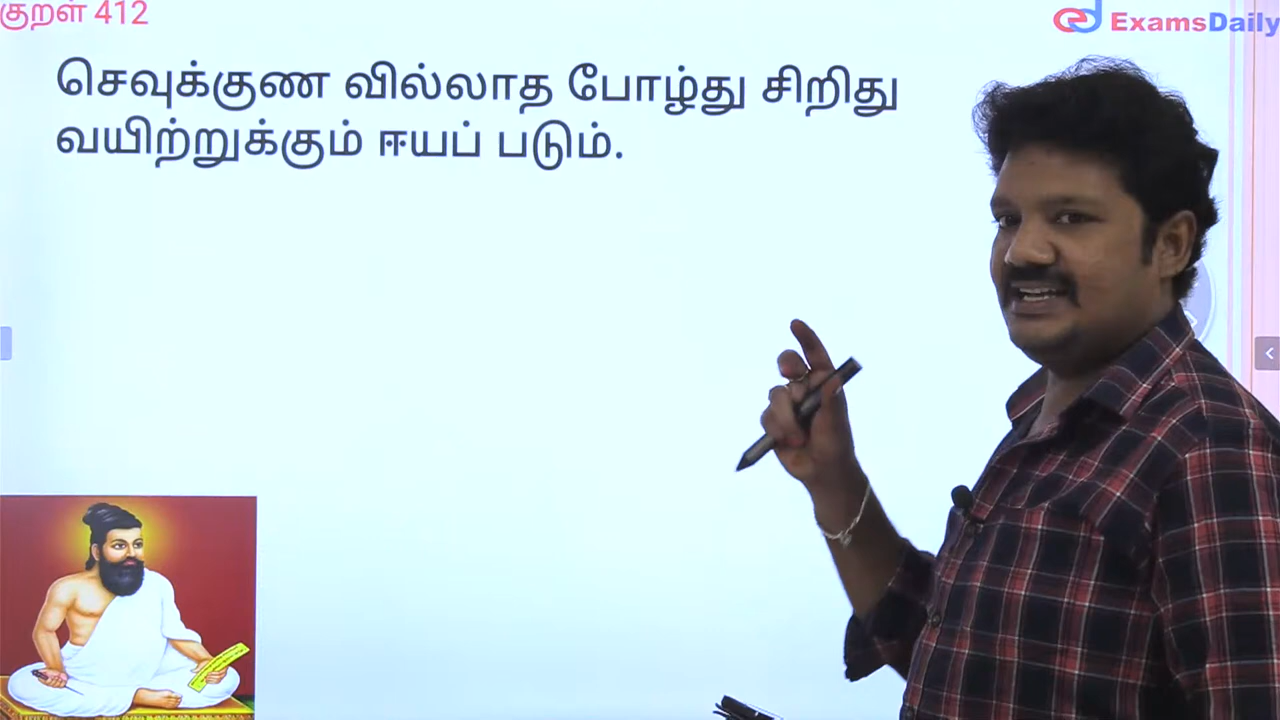 குறள் 412
ExamsDaily
செவுக்குண வில்லாத போழ்து சிறிது
வயிற்றுக்கும் ஈயப் படும்.